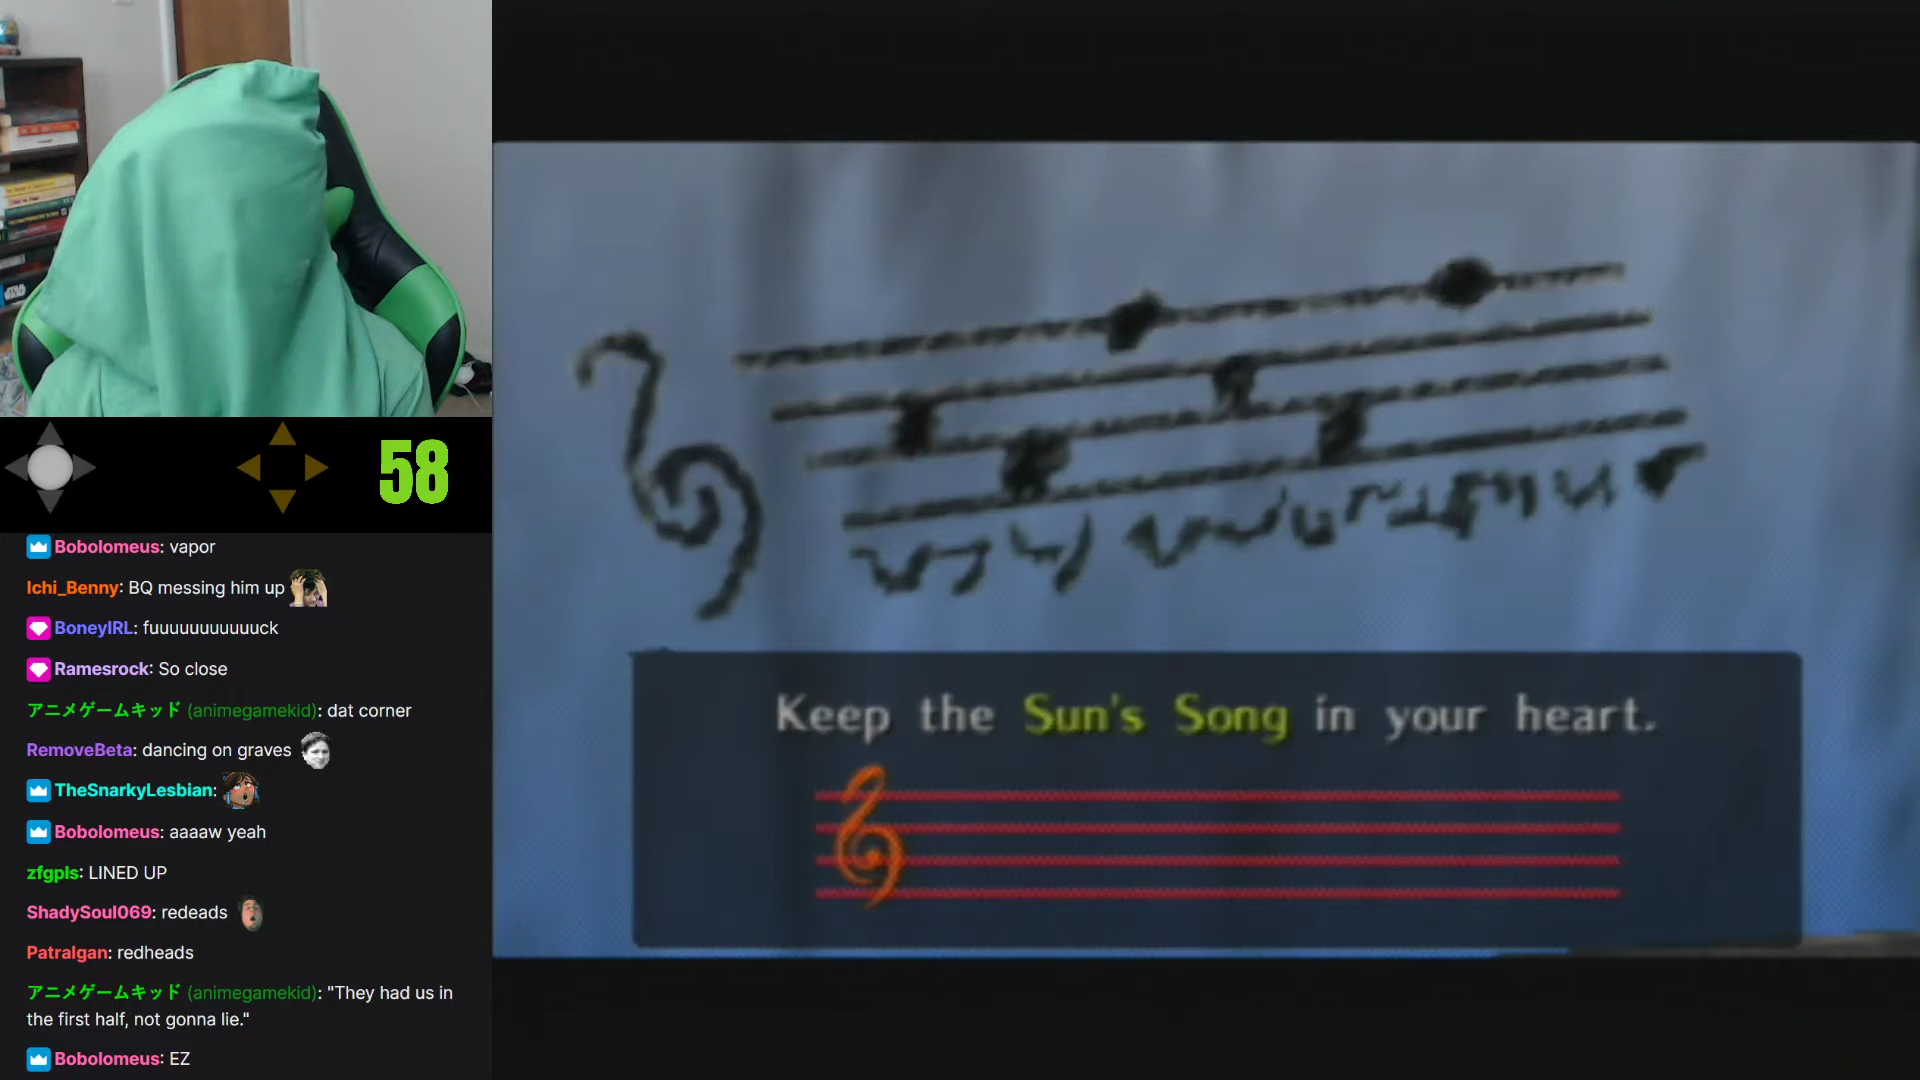 58
Bobolomeus: vapor
Ichi_Benny: BQ messing him up
BoneyIRL: fuuuuuuuuuuuck
Ramesrock: So close
アニメゲームキッド (animegamekid): dat corner
RemoveBeta: dancing on graves
TheSnarkyLesbian:
Bobolomeus: aaaaw yeah
zfgpls: LINED UP
ShadySoul069: redeads
Patralgan: redheads
アニメゲームキッド (animegamekid): "They had us in
the first half, not gonna lie."
Bobolomeus: EZ
Keep the Sun's Song in your heart.